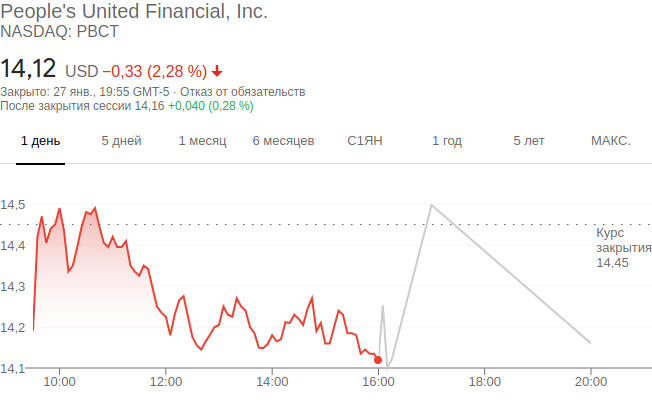 People's United Financial, Inc.
NASDAQ: PBCT
14,12 USD −0,33 (2,28 %)
Закрыто: 27 янв., 19:55 GMT-5 · Отказ от обязательств
После закрытия сессии 14,16 +0,040 (0,28 %)
1 день 5 дней 1 месяц 6 месяцев С1ЯН 1 год 5 лет МАКС.
14,5
Курс
закрытия
14,45
14,4
14,3
14,2
14,1
10:00 12:00 14:00 16:00 18:00 20:00